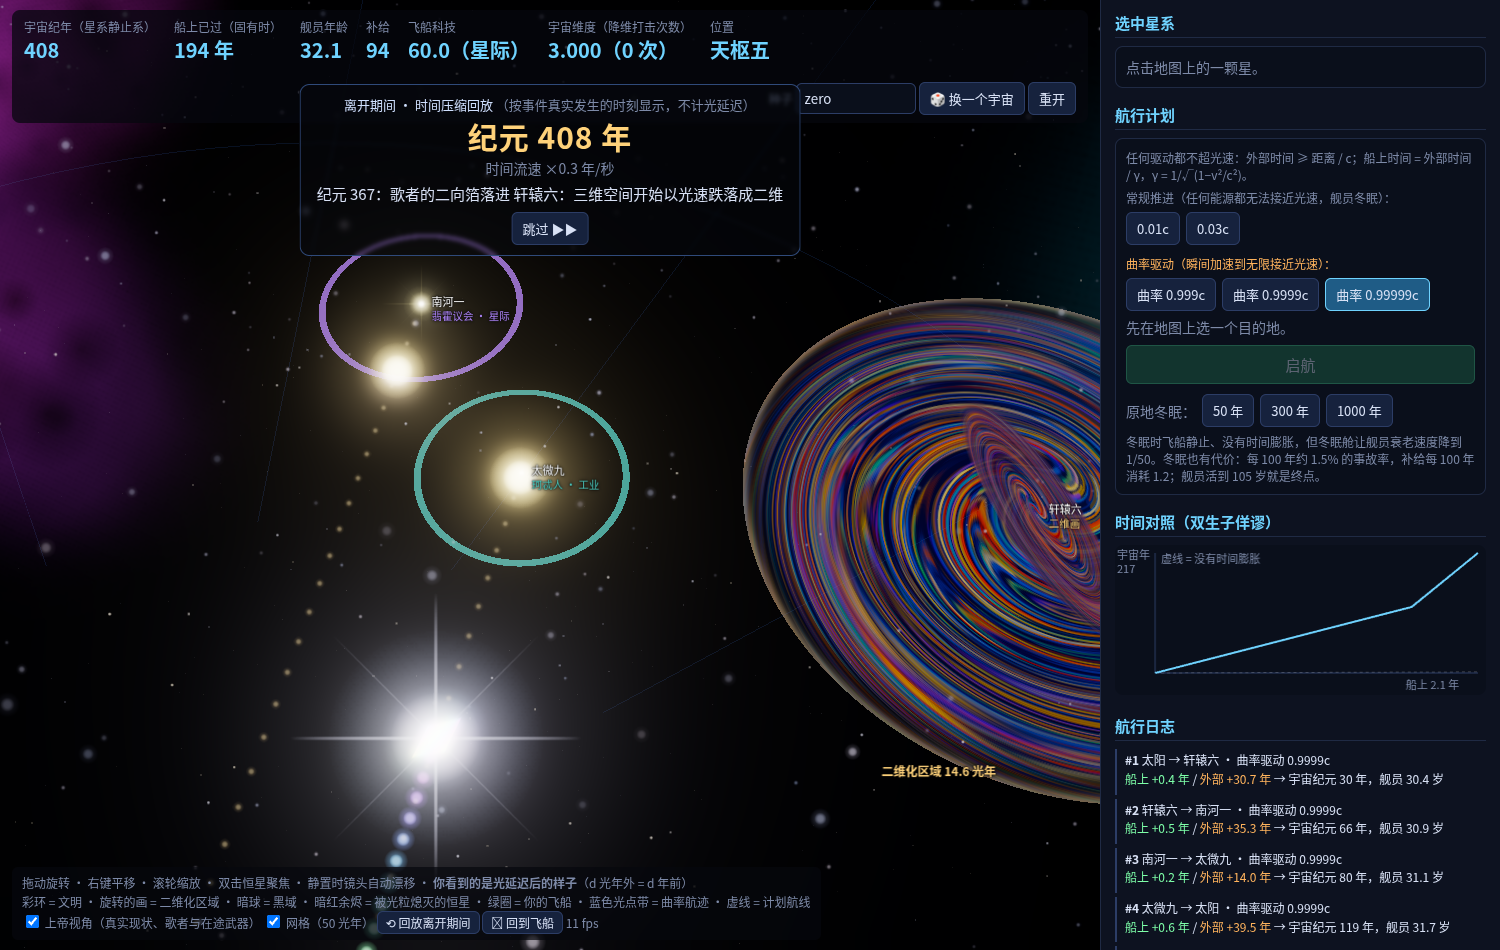 宇宙纪年（星系静止系）
408
船上已过（固有时）
194 年
舰员年龄
32.1
补给
94
飞船科技
60.0（星际）
宇宙维度（降维打击次数）
3.000（0 次）
位置
天枢五
zero
🎲 换一个宇宙
重开
离开期间 · 时间压缩回放 （按事件真实发生的时刻显示，不计光延迟）
纪元 408 年
时间流速 ×0.3 年/秒
纪元 367：歌者的二向箔落进 轩辕六：三维空间开始以光速跌落成二维
跳过 ▶▶
南河一
翡翠议会 · 星际
太微九
· 工业
轩辕六
二维画
二维化区域 14.6 光年
拖动旋转 · 右键平移 · 滚轮缩放 · 双击恒星聚焦 · 静置时镜头自动漂移 · 你看到的是光延迟后的样子（d 光年外 = d 年前）
彩环 = 文明 · 旋转的画 = 二维化区域 · 暗球 = 黑域 · 暗红余烬 = 被光粒熄灭的恒星 · 绿圈 = 你的飞船 · 蓝色光点带 = 曲率航迹 · 虚线 = 计划航线
上帝视角（真实现状、歌者与在途武器）
网格（50 光年）
⟲ 回放离开期间
回到飞船
11 fps
选中星系
点击地图上的一颗星。
航行计划
任何驱动都不超光速：外部时间 ⩾ 距离 / c；船上时间 = 外部时间
/ γ，γ = 1/√(1−v²/c²)。
常规推进（任何能源都无法接近光速，舰员冬眠）：
0.01c
0.03c
曲率驱动（瞬间加速到无限接近光速）：
曲率 0.999c
曲率 0.9999c
曲率 0.99999c
先在地图上选一个目的地。
启航
原地冬眠：
50 年
300 年
1000 年
冬眠时飞船静止、没有时间膨胀，但冬眠舱让舰员衰老速度降到
1/50。冬眠也有代价：每 100 年约 1.5% 的事故率，补给每 100 年
消耗 1.2；舰员活到 105 岁就是终点。
时间对照（双生子佯谬）
宇宙年
217
虚线 = 没有时间膨胀
船上 2.1 年
航行日志
#1 太阳 → 轩辕六 · 曲率驱动 0.9999c
船上 +0.4 年 / 外部 +30.7 年 → 宇宙纪元 30 年，舰员 30.4 岁
#2 轩辕六 → 南河一 · 曲率驱动 0.9999c
船上 +0.5 年 / 外部 +35.3 年 → 宇宙纪元 66 年，舰员 30.9 岁
#3 南河一 → 太微九 · 曲率驱动 0.9999c
船上 +0.2 年 / 外部 +14.0 年 → 宇宙纪元 80 年，舰员 31.1 岁
#4 太微九 → 太阳 · 曲率驱动 0.9999c
船上 +0.6 年 / 外部 +39.5 年 → 宇宙纪元 119 年，舰员 31.7 岁